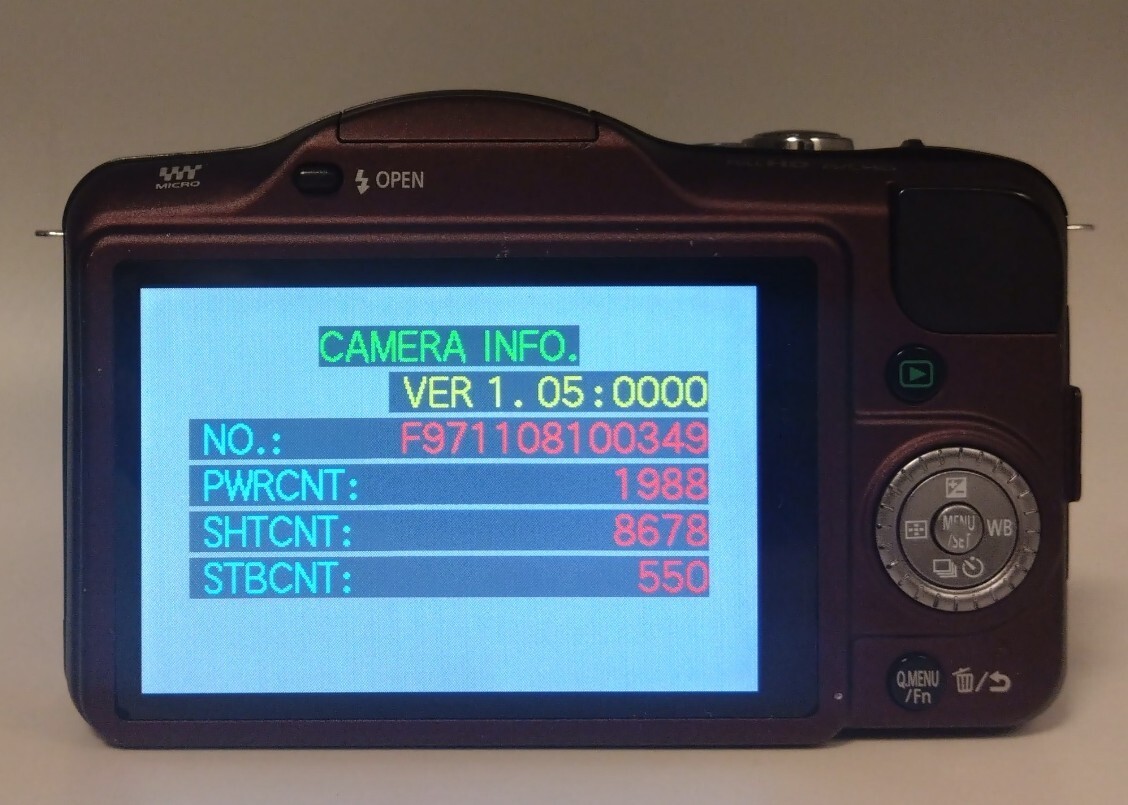 MICRO
OPEN
CAMERA INFO.
VER 1. 05:0000
NO.: F971108100349
PWRCNT: 1988
SHTCNT: 8678
STBCNT: 550
MENU
/SET
WB
Q.MENU
/Fn